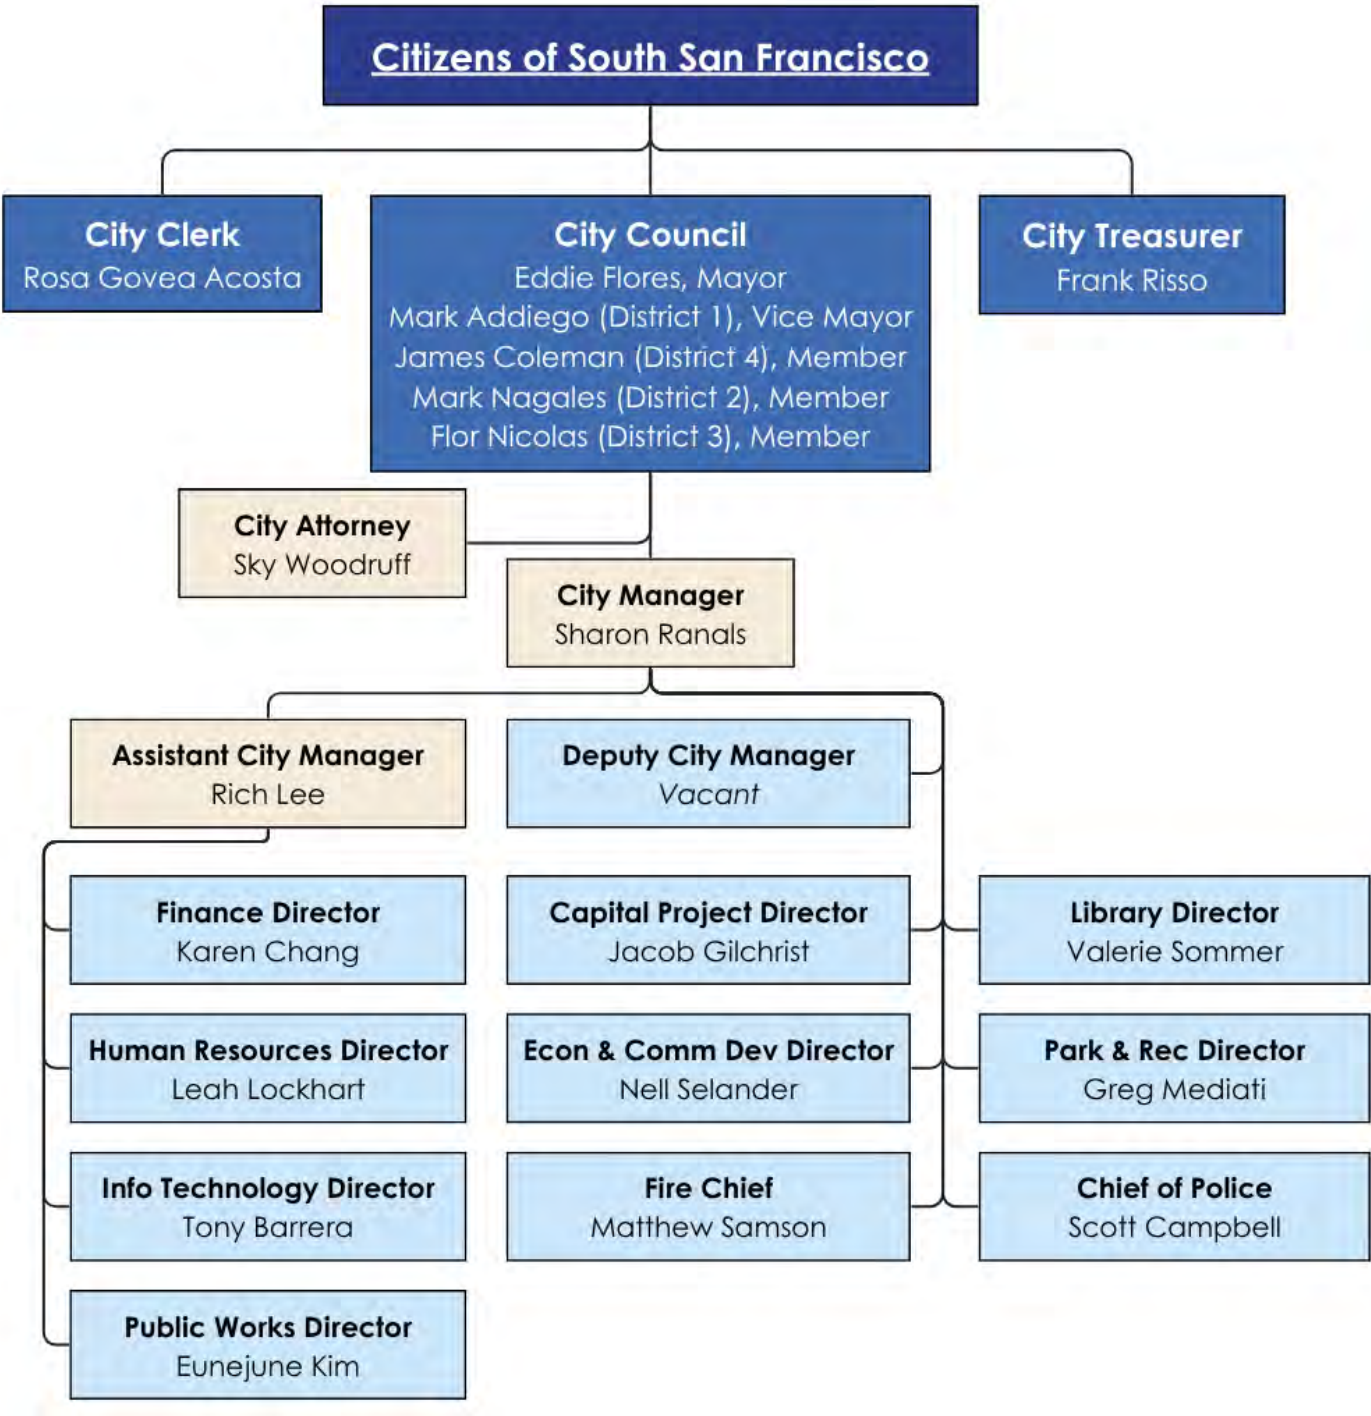 Citizens of South San Francisco
City Clerk
Rosa Govea Acosta
City Council
Eddie Flores, Mayor
Mark Addiego (District 1), Vice Mayor
James Coleman (District 4), Member
Mark Nagales (District 2), Member
Flor Nicolas (District 3), Member
City Treasurer
Frank Risso
City Attorney
Sky Woodruff
City Manager
Sharon Ranals
Assistant City Manager
Rich Lee
Deputy City Manager
Vacant
Finance Director
Karen Chang
Capital Project Director
Jacob Gilchrist
Library Director
Valerie Sommer
Human Resources Director
Leah Lockhart
Econ & Comm Dev Director
Nell Selander
Park & Rec Director
Greg Mediati
Info Technology Director
Tony Barrera
Fire Chief
Matthew Samson
Chief of Police
Scott Campbell
Public Works Director
Eunejune Kim